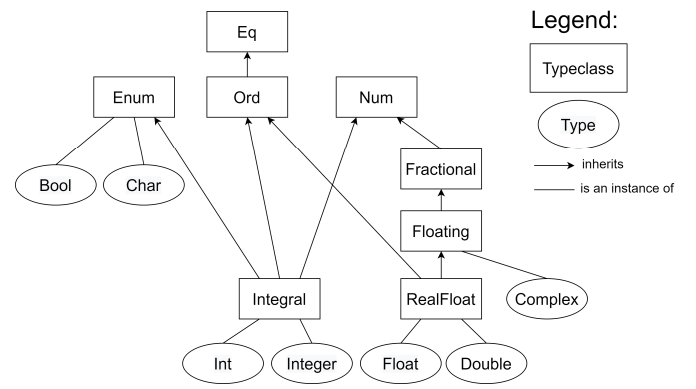 Legend:
Eq
Typeclass
Enum
Ord
Num
Type
Fractional
inherits
Bool
Char
is an instance of
Floating
Integral
RealFloat
Complex
Int
Integer
Float
Double